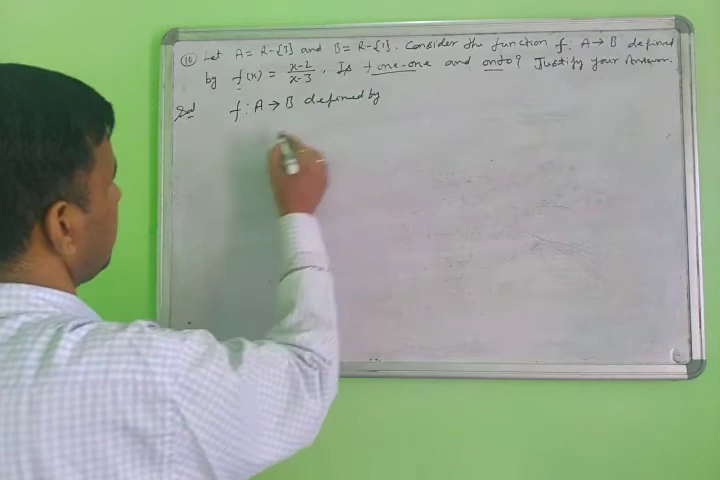 (10) Let A = R-{3} and B = R-{1}. Consider the function f: A → B defined
by f(x) = x-2/x-3. Is f one-one and onto? Justify your Answer.
Sol f: A → B defined by